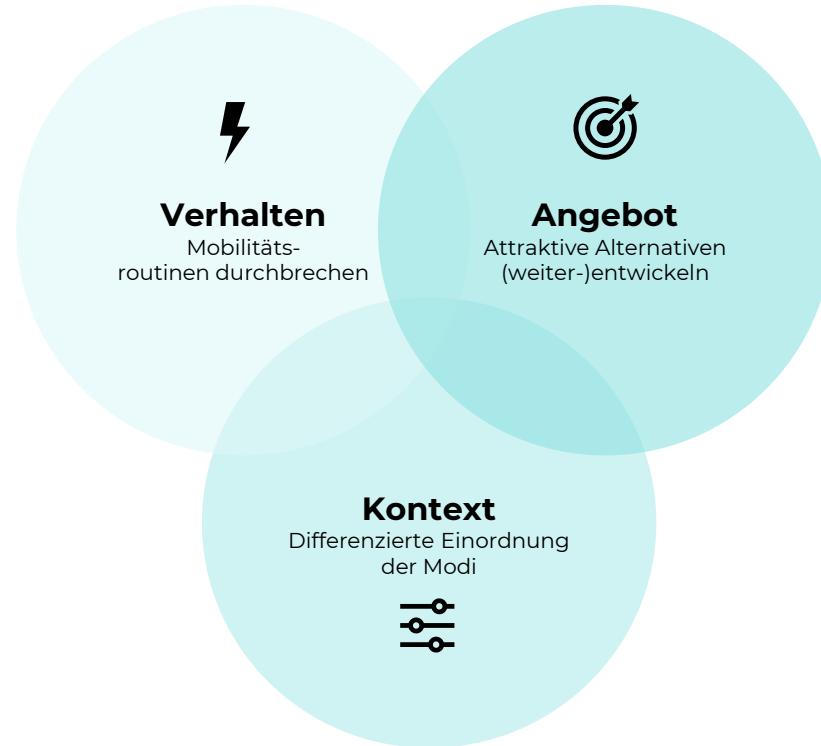 Verhalten
Mobilitäts-
routinen durchbrechen
Angebot
Attraktive Alternativen
(weiter-)entwickeln
Kontext
Differenzierte Einordnung
der Modi